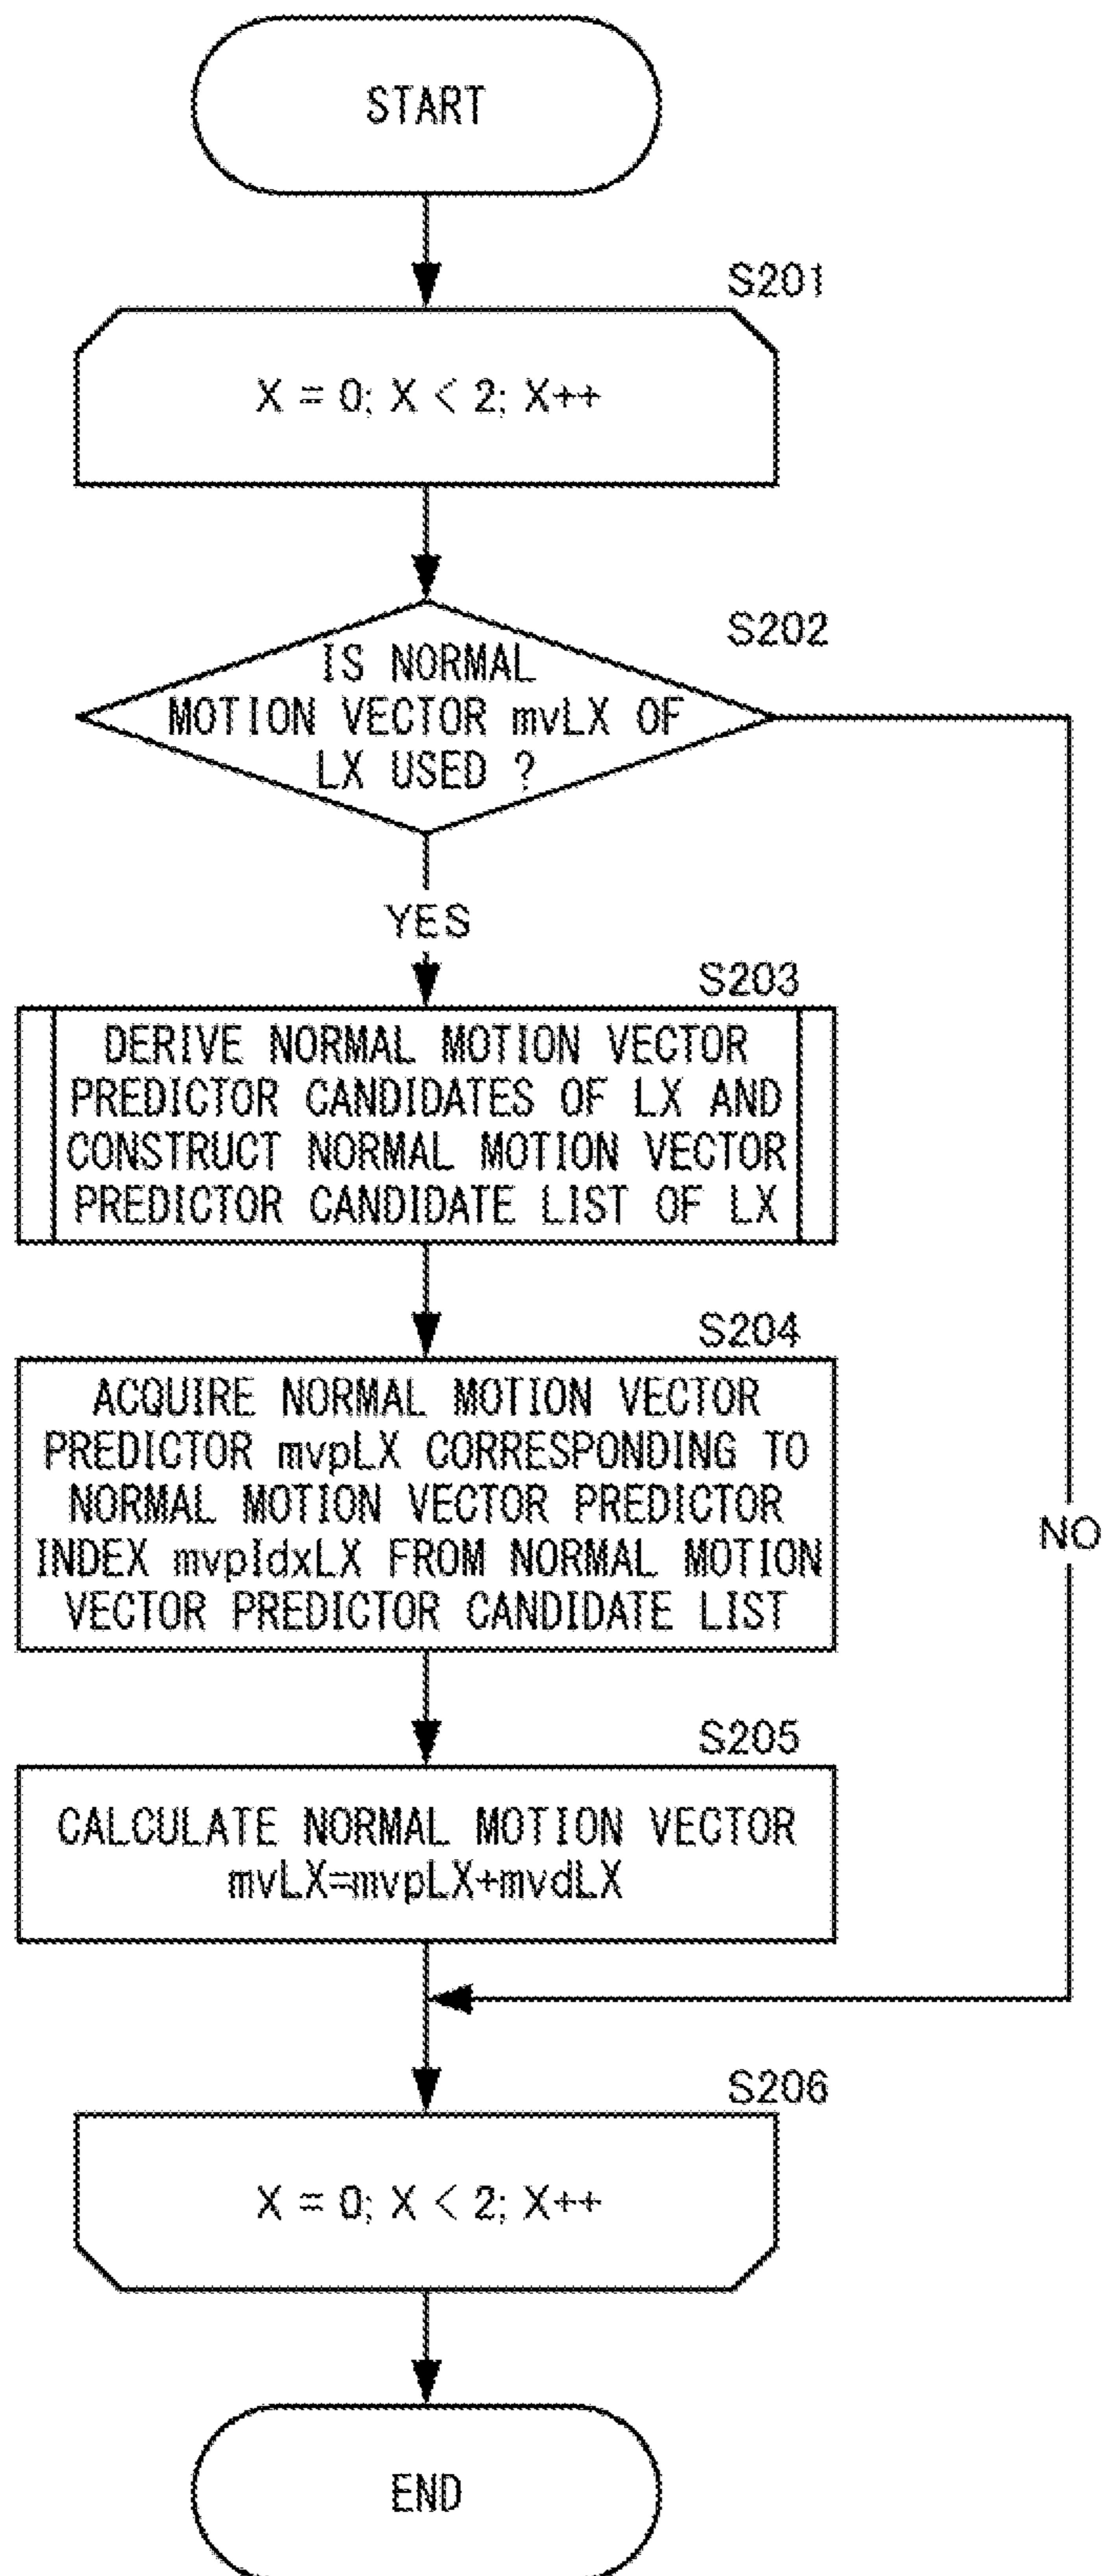 START
S201
X = 0; X < 2; X++
S202
IS NORMAL
MOTION VECTOR mvLX OF
LX USED ?
YES
NO
S203
DERIVE NORMAL MOTION VECTOR
PREDICTOR CANDIDATES OF LX AND
CONSTRUCT NORMAL MOTION VECTOR
PREDICTOR CANDIDATE LIST OF LX
S204
ACQUIRE NORMAL MOTION VECTOR
PREDICTOR mvpLX CORRESPONDING TO
NORMAL MOTION VECTOR PREDICTOR
INDEX mvpIdxLX FROM NORMAL MOTION
VECTOR PREDICTOR CANDIDATE LIST
S205
CALCULATE NORMAL MOTION VECTOR
mvLX=mvpLX+mvdLX
S206
X = 0; X < 2; X++
END